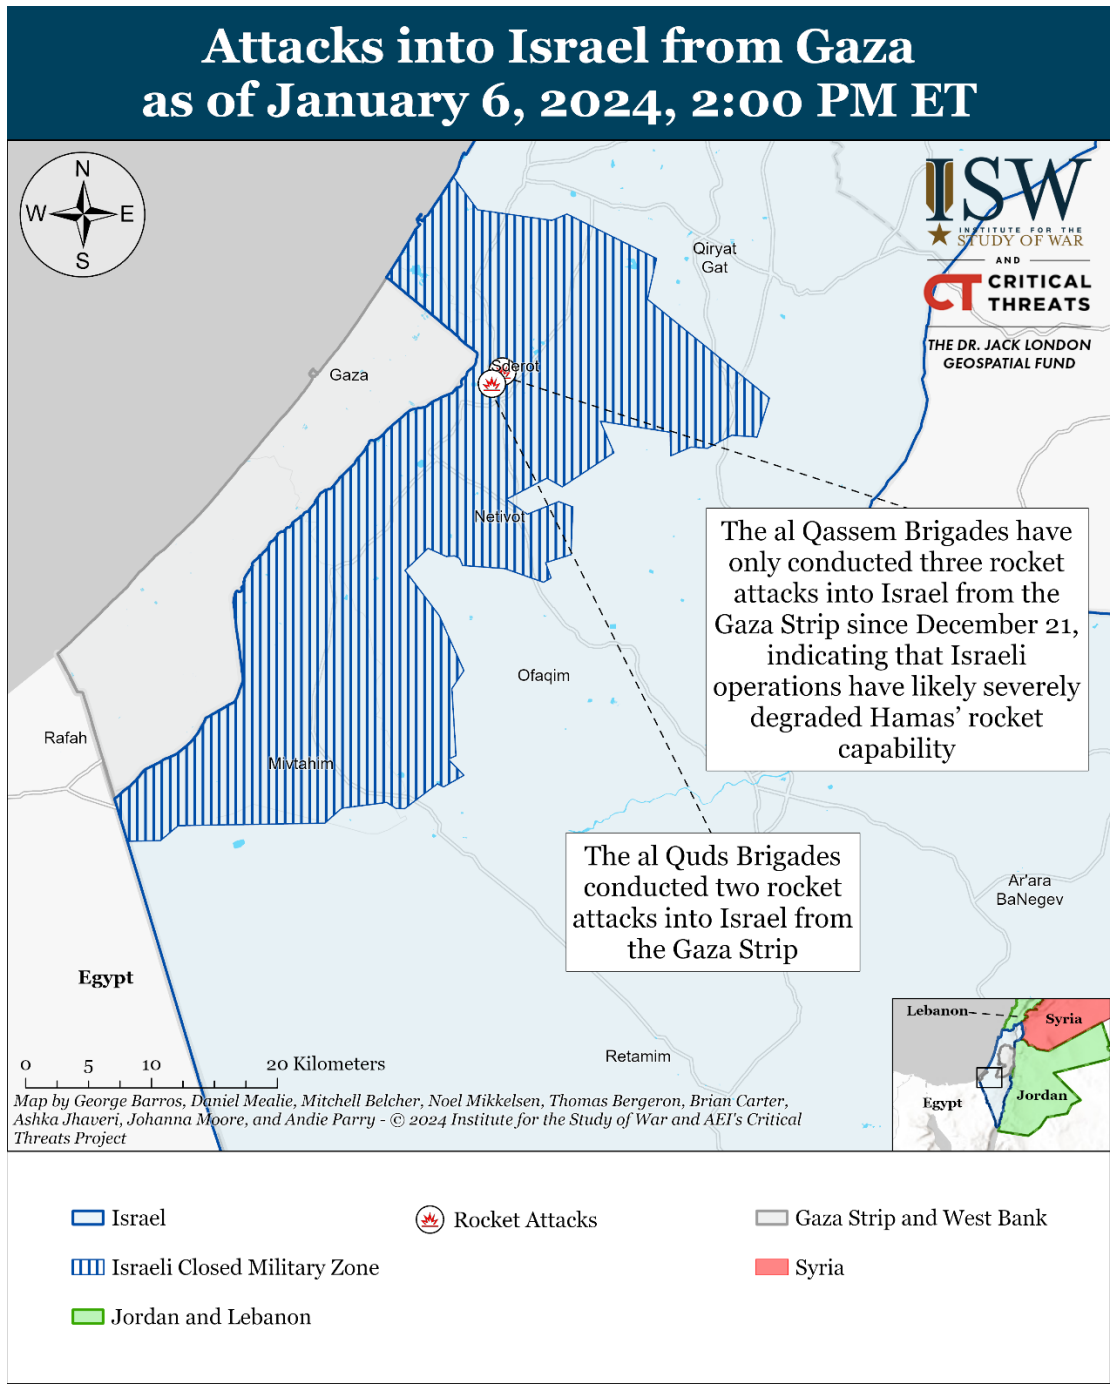 Attacks into Israel from Gaza
as of January 6, 2024, 2:00 PM ET
N
W
E
S
ISW
INSTITUTE FOR THE
STUDY OF WAR
AND
CT CRITICAL
THREATS
THE DR. JACK LONDON
GEOSPATIAL FUND
Qiryat
Gat
Sderot
Gaza
Netivot
The al Qassem Brigades have
only conducted three rocket
attacks into Israel from the
Gaza Strip since December 21,
indicating that Israeli
operations have likely severely
degraded Hamas' rocket
capability
Ofaqim
Rafah
Mivtahim
The al Quds Brigades
conducted two rocket
attacks into Israel from
the Gaza Strip
Ar'ara
BaNegev
Egypt
Retamim
Lebanon
Syria
Egypt
Jordan
0 5 10 20 Kilometers
Map by George Barros, Daniel Mealie, Mitchell Belcher, Noel Mikkelsen, Thomas Bergeron, Brian Carter,
Ashka Jhaveri, Johanna Moore, and Andie Parry - © 2024 Institute for the Study of War and AEI's Critical
Threats Project
Israel
Rocket Attacks
Gaza Strip and West Bank
Israeli Closed Military Zone
Syria
Jordan and Lebanon